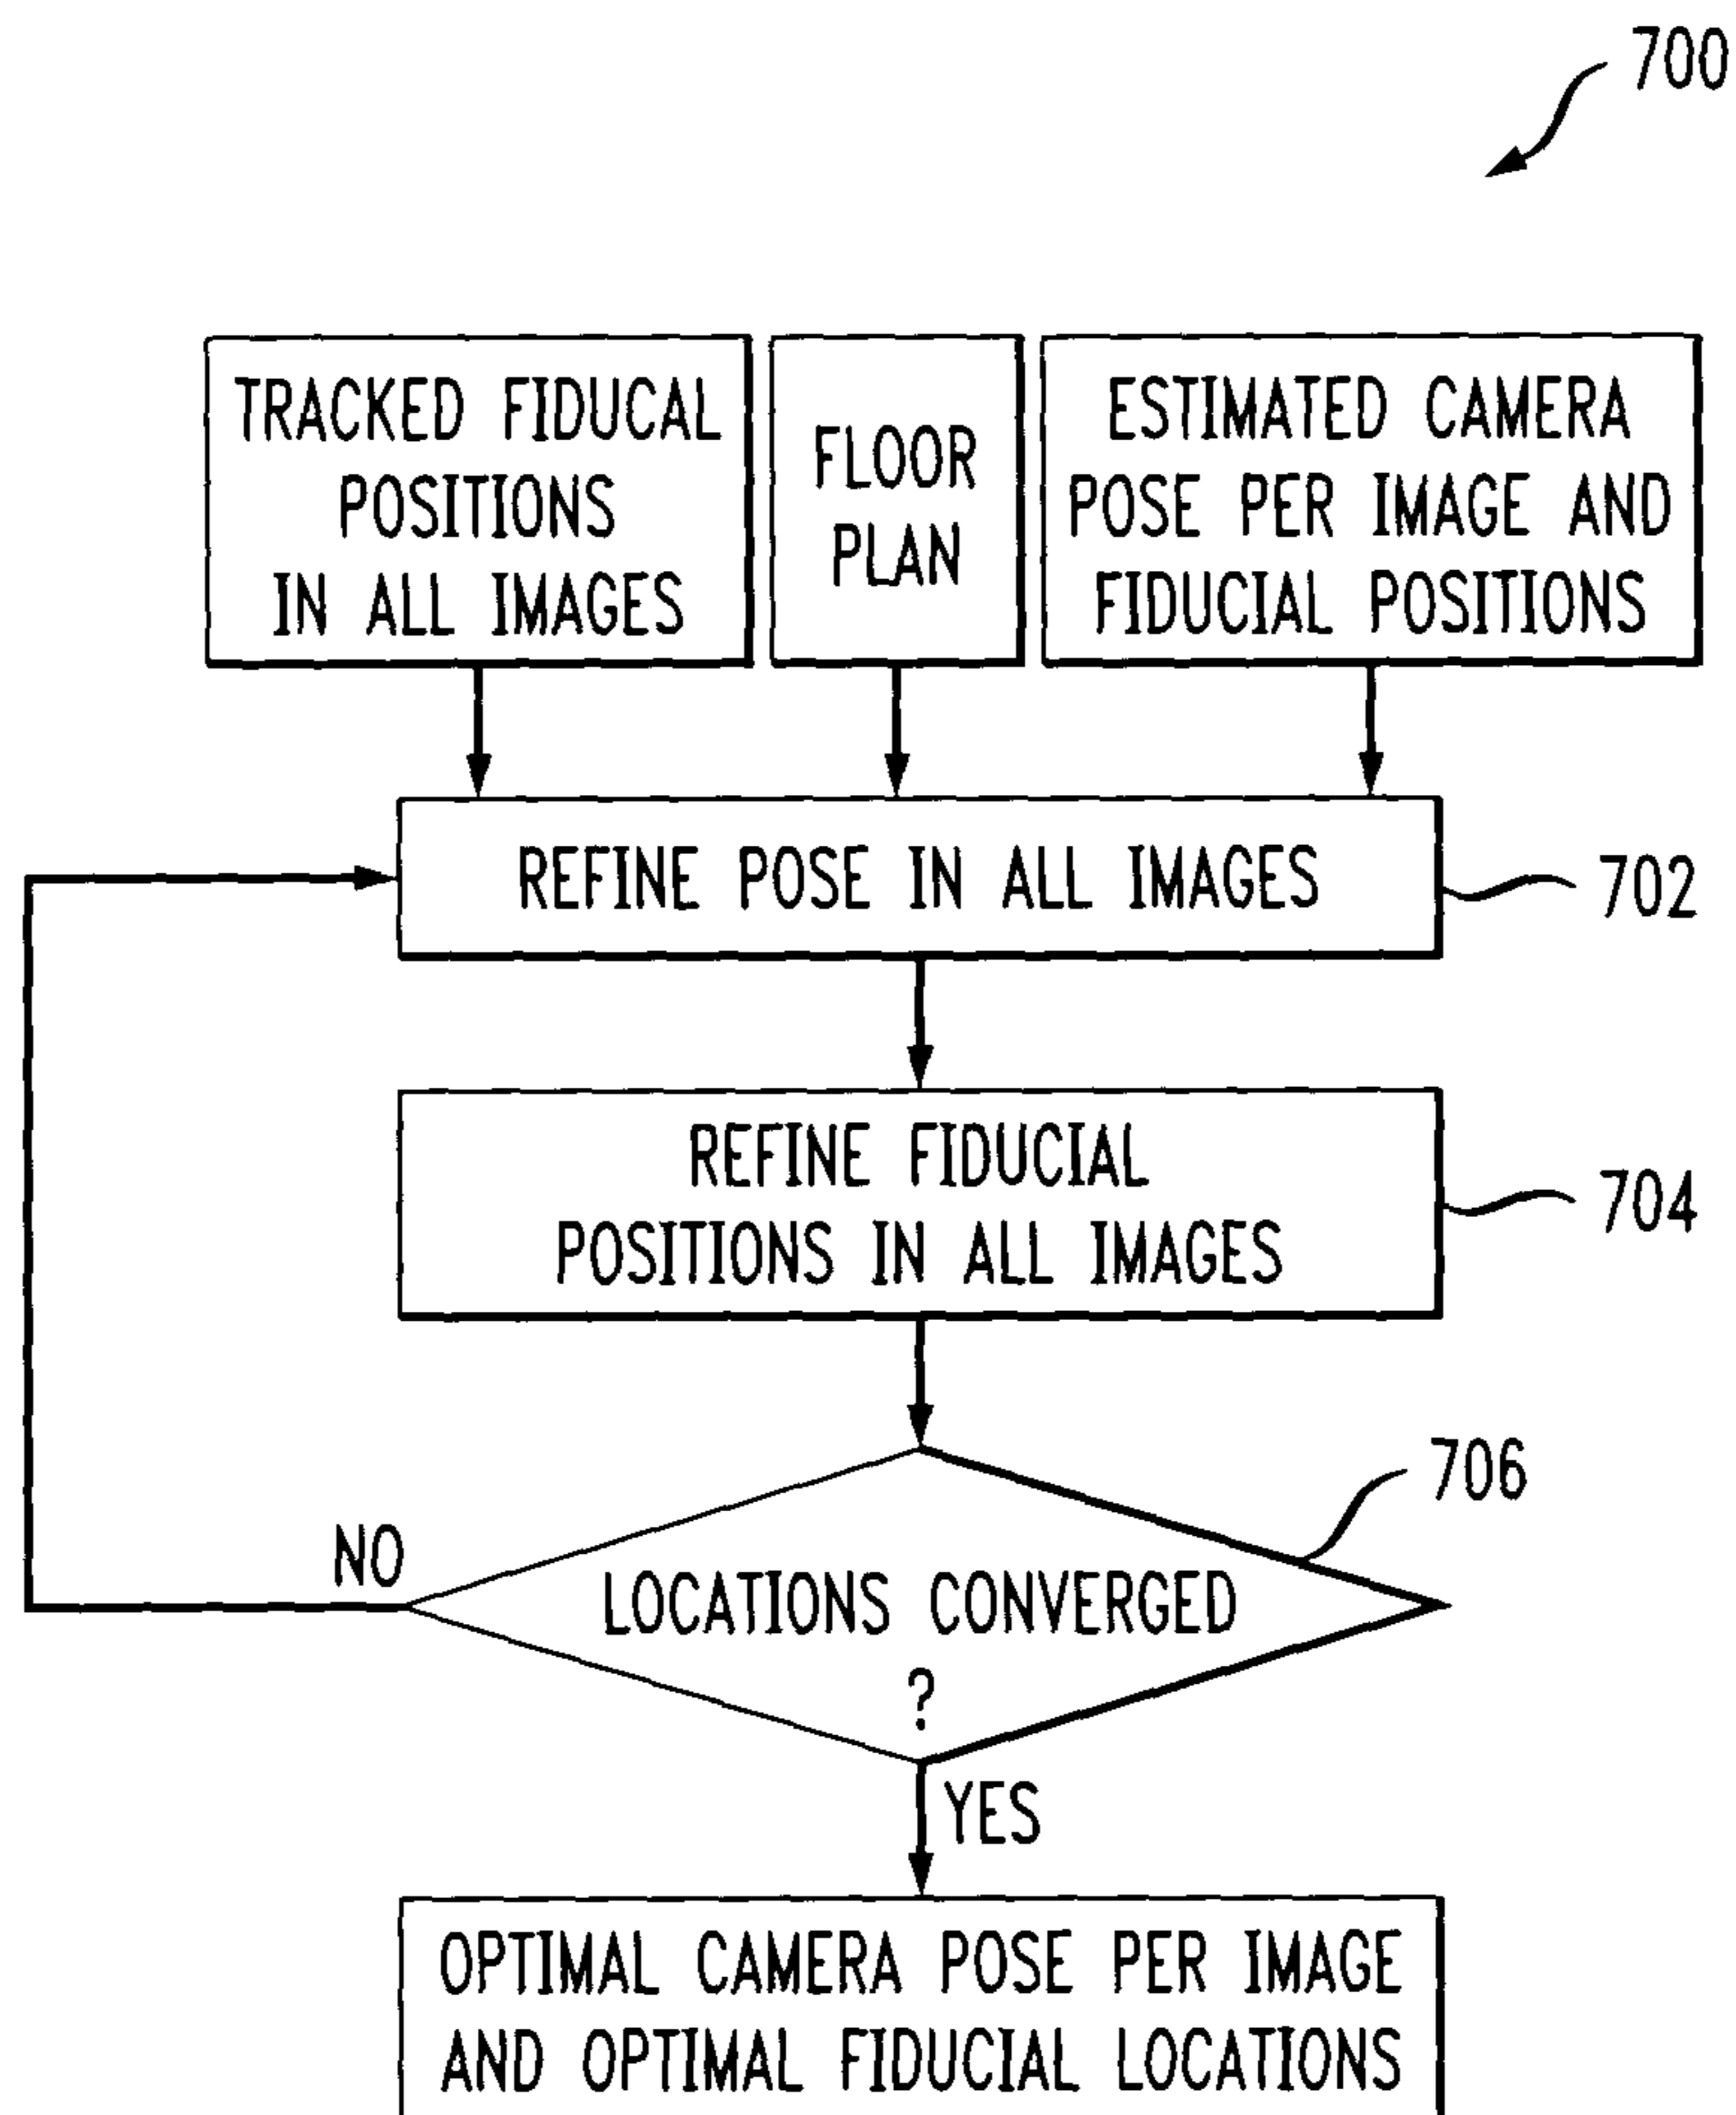 700
TRACKED FIDUCAL
POSITIONS
IN ALL IMAGES
FLOOR
PLAN
ESTIMATED CAMERA
POSE PER IMAGE AND
FIDUCIAL POSITIONS
REFINE POSE IN ALL IMAGES
702
REFINE FIDUCIAL
POSITIONS IN ALL IMAGES
704
706
NO
LOCATIONS CONVERGED
?
YES
OPTIMAL CAMERA POSE PER IMAGE
AND OPTIMAL FIDUCIAL LOCATIONS